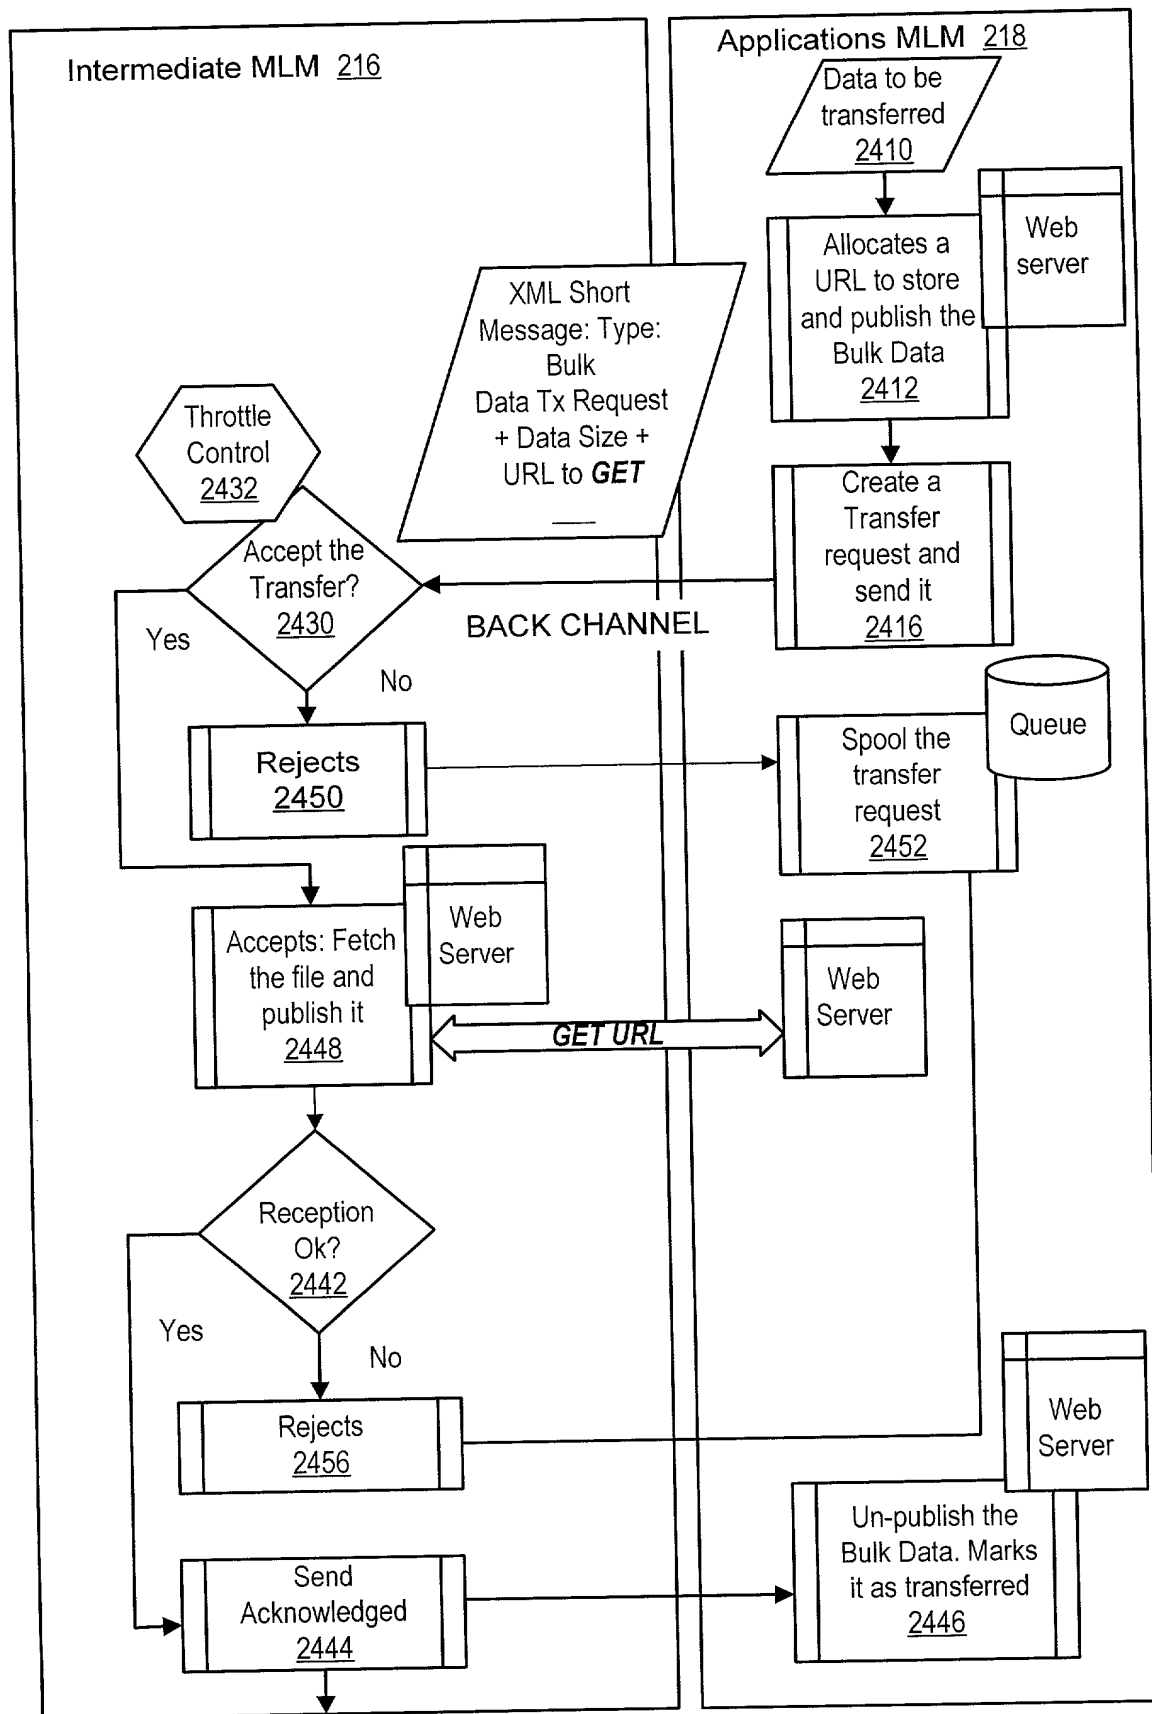 Intermediate MLM 216
Applications MLM 218
Data to be
transferred
2410
Allocates a
URL to store
and publish the
Bulk Data
2412
Web
server
XML Short
Message: Type:
Bulk
Data Tx Request
+ Data Size +
URL to GET
Throttle
Control
2432
Create a
Transfer
request and
send it
2416
Accept the
Transfer?
2430
BACK CHANNEL
Yes
No
Rejects
2450
Spool the
transfer
request
2452
Queue
Accepts: Fetch
the file and
publish it
2448
Web
Server
GET URL
Web
Server
Reception
Ok?
2442
Yes
No
Rejects
2456
Web
Server
Send
Acknowledged
2444
Un-publish the
Bulk Data. Marks
it as transferred
2446